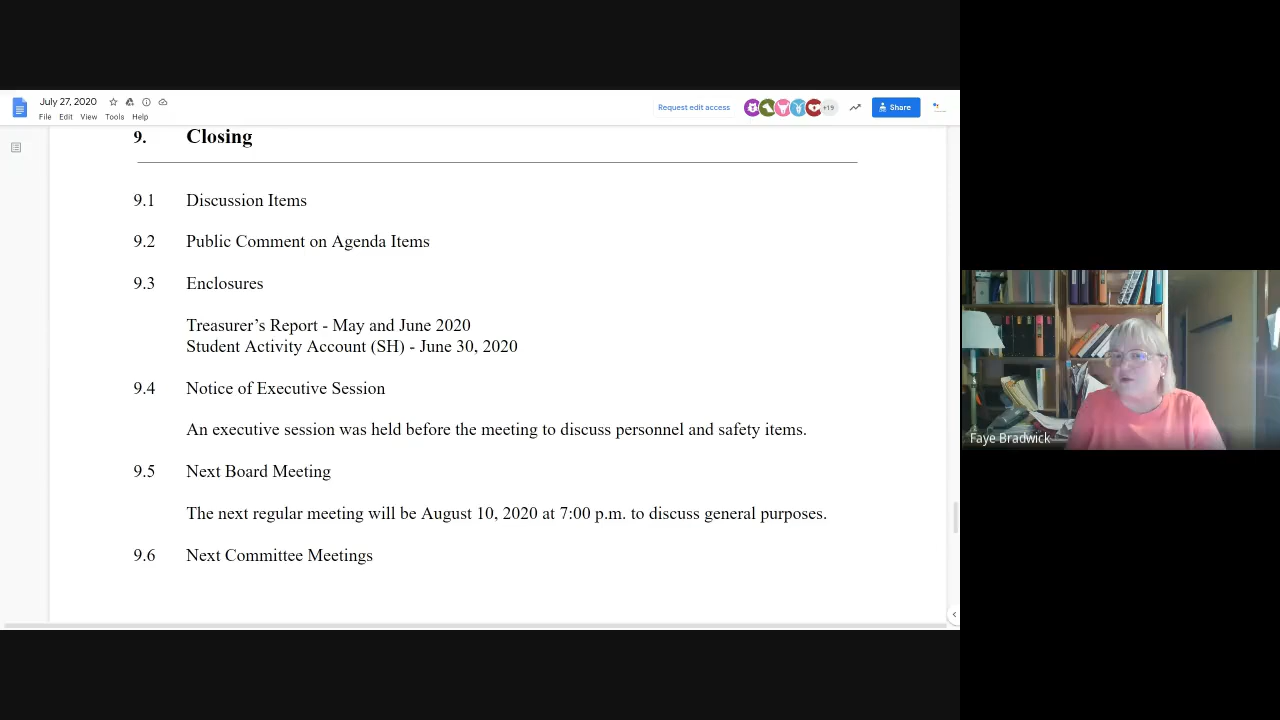 July 27, 2020
File Edit View Tools Help
Request edit access
+19
Share
9. Closing
9.1 Discussion Items
9.2 Public Comment on Agenda Items
9.3 Enclosures
Treasurer’s Report - May and June 2020
Student Activity Account (SH) - June 30, 2020
9.4 Notice of Executive Session
An executive session was held before the meeting to discuss personnel and safety items.
9.5 Next Board Meeting
The next regular meeting will be August 10, 2020 at 7:00 p.m. to discuss general purposes.
9.6 Next Committee Meetings
Faye Bradwick